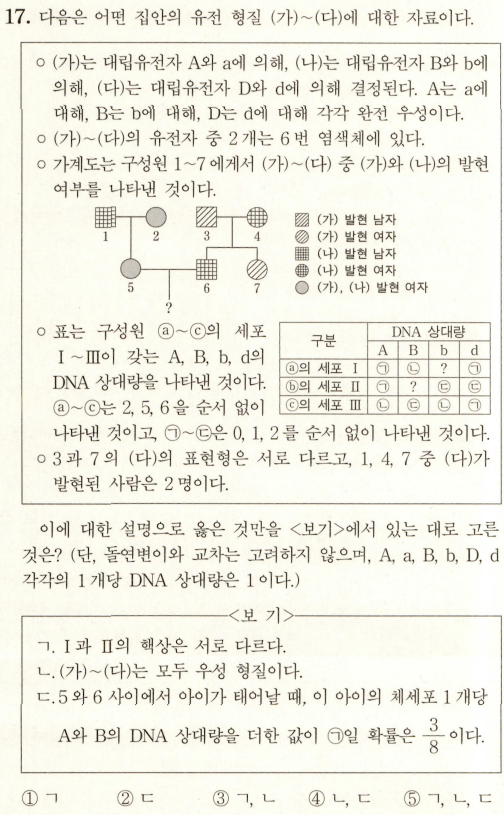 17. 다음은 어떤 집안의 유전 형질 (가)~(다)에 대한 자료이다.
○ (가)는 대립유전자 A와 a에 의해, (나)는 대립유전자 B와 b에
의해, (다)는 대립유전자 D와 d에 의해 결정된다. A는 a에
대해, B는 b에 대해, D는 d에 대해 각각 완전 우성이다.
○ (가)~(다)의 유전자 중 2개는 6번 염색체에 있다.
○ 가계도는 구성원 1~7에게서 (가)~(다) 중 (가)와 (나)의 발현
여부를 나타낸 것이다.
1 2 3 4
5 6 7
?
(가) 발현 남자
(가) 발현 여자
(나) 발현 남자
(나) 발현 여자
(가), (나) 발현 여자
○ 표는 구성원 ⓐ~ⓒ의 세포
Ⅰ~Ⅲ이 갖는 A, B, b, d의
DNA 상대량을 나타낸 것이다.
ⓐ~ⓒ는 2, 5, 6을 순서 없이
구분 DNA 상대량
A B b d
ⓐ의 세포 Ⅰ ㉠ ㉡ ? ㉠
ⓑ의 세포 Ⅱ ㉠ ? ㉢ ㉢
ⓒ의 세포 Ⅲ ㉡ ㉢ ㉡ ㉠
나타낸 것이고, ㉠~㉢은 0, 1, 2를 순서 없이 나타낸 것이다.
○ 3과 7의 (다)의 표현형은 서로 다르고, 1, 4, 7 중 (다)가
발현된 사람은 2명이다.
이에 대한 설명으로 옳은 것만을 <보기>에서 있는 대로 고른
것은? (단, 돌연변이와 교차는 고려하지 않으며, A, a, B, b, D, d
각각의 1개당 DNA 상대량은 1이다.)
<보 기>
ㄱ. Ⅰ과 Ⅱ의 핵상은 서로 다르다.
ㄴ. (가)~(다)는 모두 우성 형질이다.
ㄷ. 5와 6 사이에서 아이가 태어날 때, 이 아이의 체세포 1개당
A와 B의 DNA 상대량을 더한 값이 ㉠일 확률은 3/8 이다.
① ㄱ ② ㄷ ③ ㄱ, ㄴ ④ ㄴ, ㄷ ⑤ ㄱ, ㄴ, ㄷ